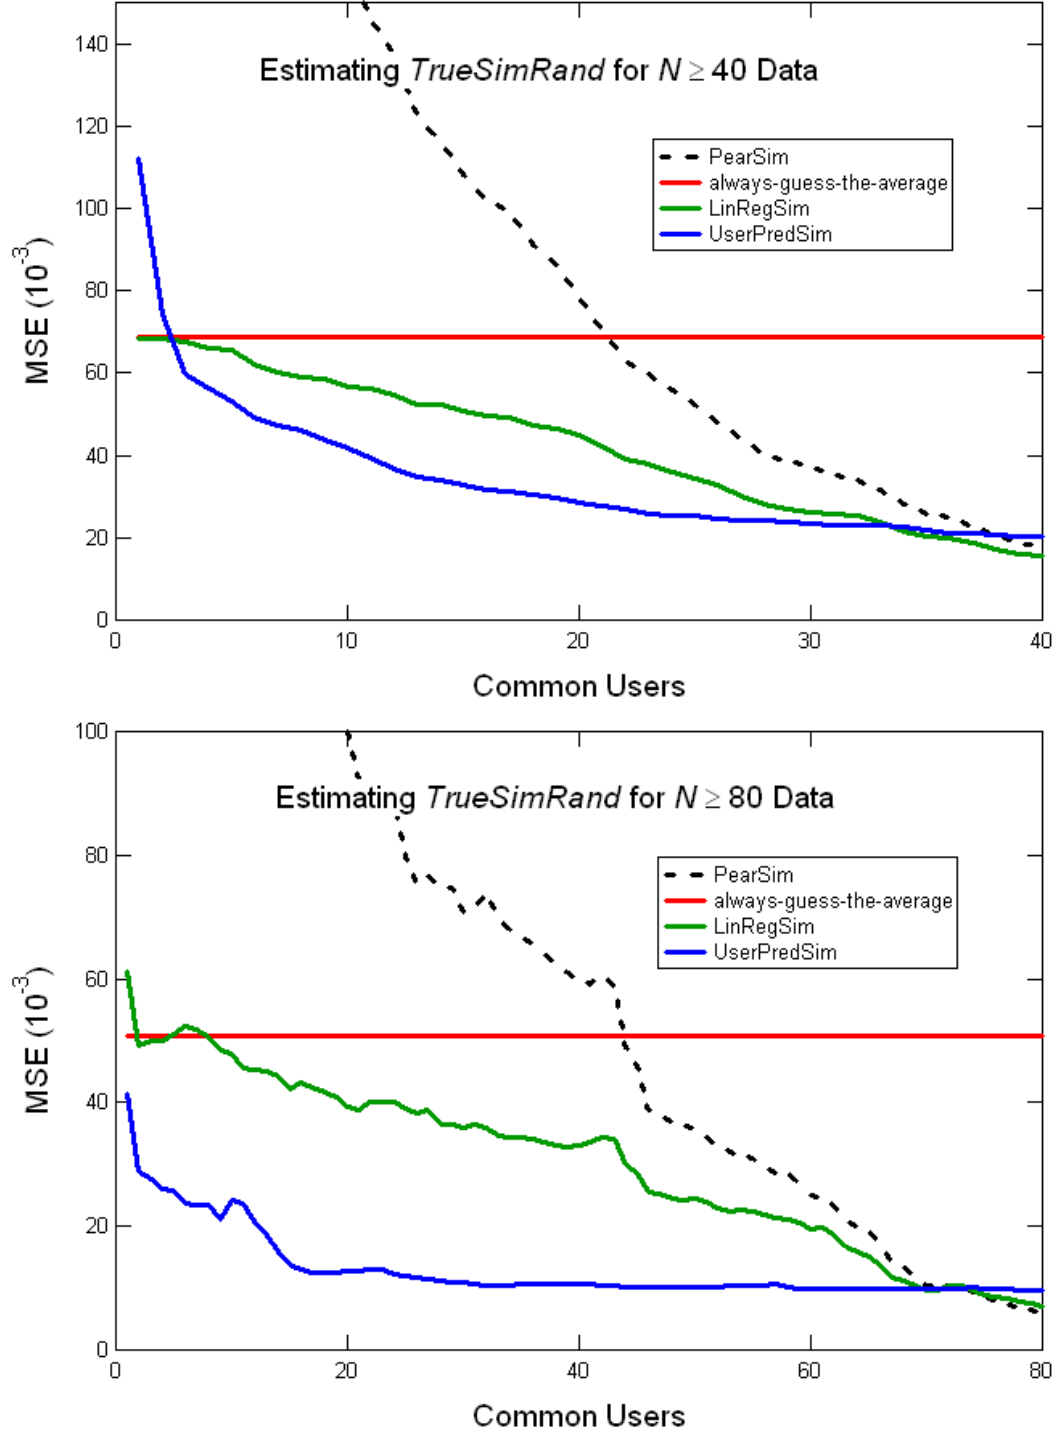 Estimating TrueSimRand for N ≥ 40 Data
MSE (10⁻³)
140
120
100
80
60
40
20
0
PearSim
always-guess-the-average
LinRegSim
UserPredSim
0 10 20 30 40
Common Users
Estimating TrueSimRand for N ≥ 80 Data
MSE (10⁻³)
100
80
60
40
20
0
PearSim
always-guess-the-average
LinRegSim
UserPredSim
0 20 40 60 80
Common Users